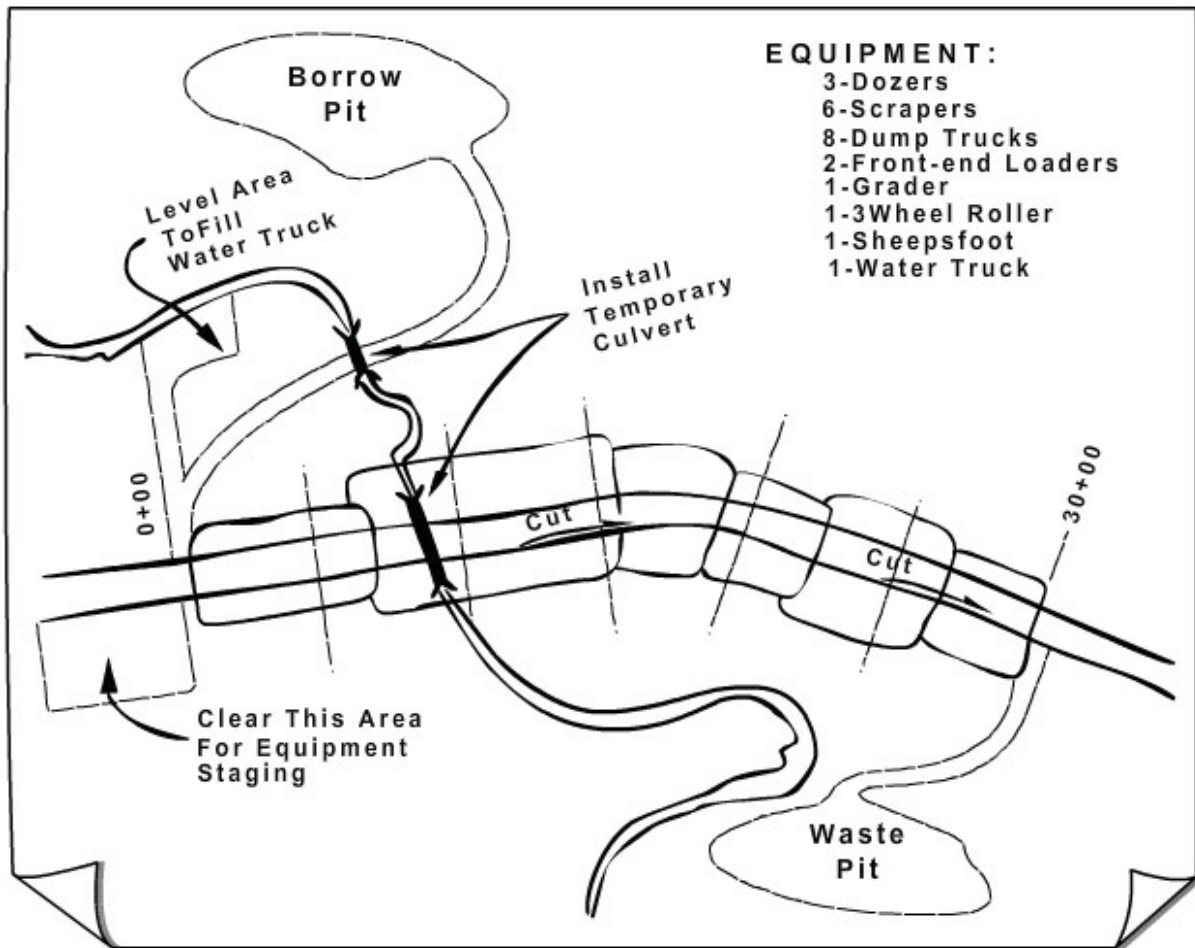 Borrow
Pit
EQUIPMENT:
3-Dozers
6-Scrapers
8-Dump Trucks
2-Front-end Loaders
1-Grader
1-3Wheel Roller
1-Sheepsfoot
1-Water Truck
Level Area
ToFill
Water Truck
Install
Temporary
Culvert
0+00
Cut
30+00
Cut
Clear This Area
For Equipment
Staging
Waste
Pit